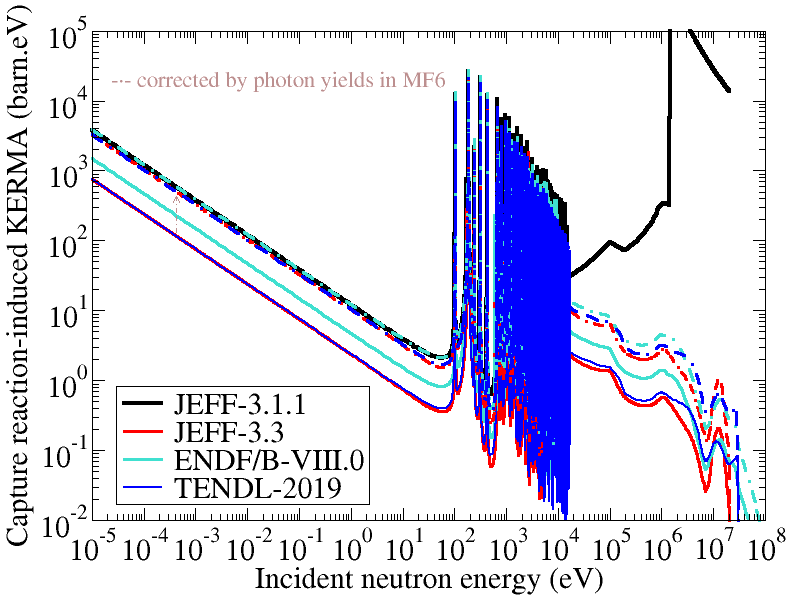 10^5
-·- corrected by photon yields in MF6
10^4
10^3
10^2
10^1
10^0
10^-1
10^-2
Capture reaction-induced KERMA (barn.eV)
JEFF-3.1.1
JEFF-3.3
ENDF/B-VIII.0
TENDL-2019
10^-5 10^-4 10^-3 10^-2 10^-1 10^0 10^1 10^2 10^3 10^4 10^5 10^6 10^7 10^8
Incident neutron energy (eV)